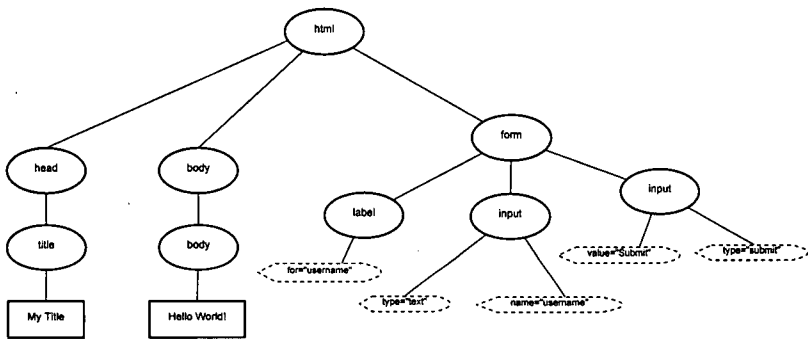 html
form
head
body
input
label
input
title
body
value="Submit"
type="submit"
for="username"
type="text"
name="username"
My Title
Hello World!